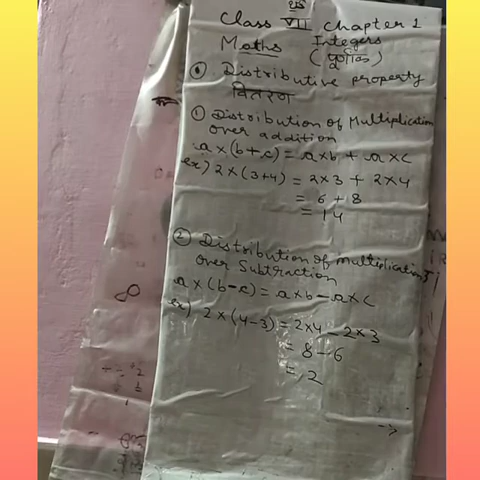 Class VII Chapter 1
Maths Integers
(पूर्णांक)
Distributive property
वितरण
① Distribution of Multiplication
over addition
a×(b+c) = a×b + a×c
ex) 2×(3+4) = 2×3 + 2×4
= 6 + 8
= 14
② Distribution of multiplication
over Subtraction
a×(b-c) = a×b - a×c
ex) 2×(4-3) = 2×4 - 2×3
= 8 - 6
= 2
→